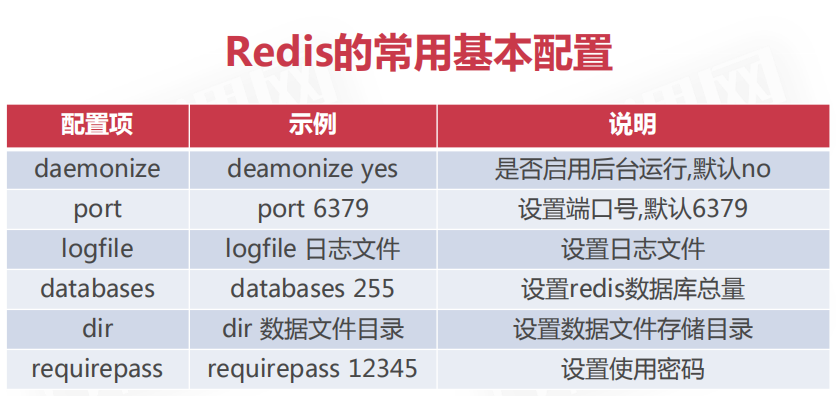 Redis的常用基本配置
配置项 示例 说明
daemonize deamonize yes 是否启用后台运行,默认no
port port 6379 设置端口号,默认6379
logfile logfile 日志文件 设置日志文件
databases databases 255 设置redis数据库总量
dir dir 数据文件目录 设置数据文件存储目录
requirepass requirepass 12345 设置使用密码